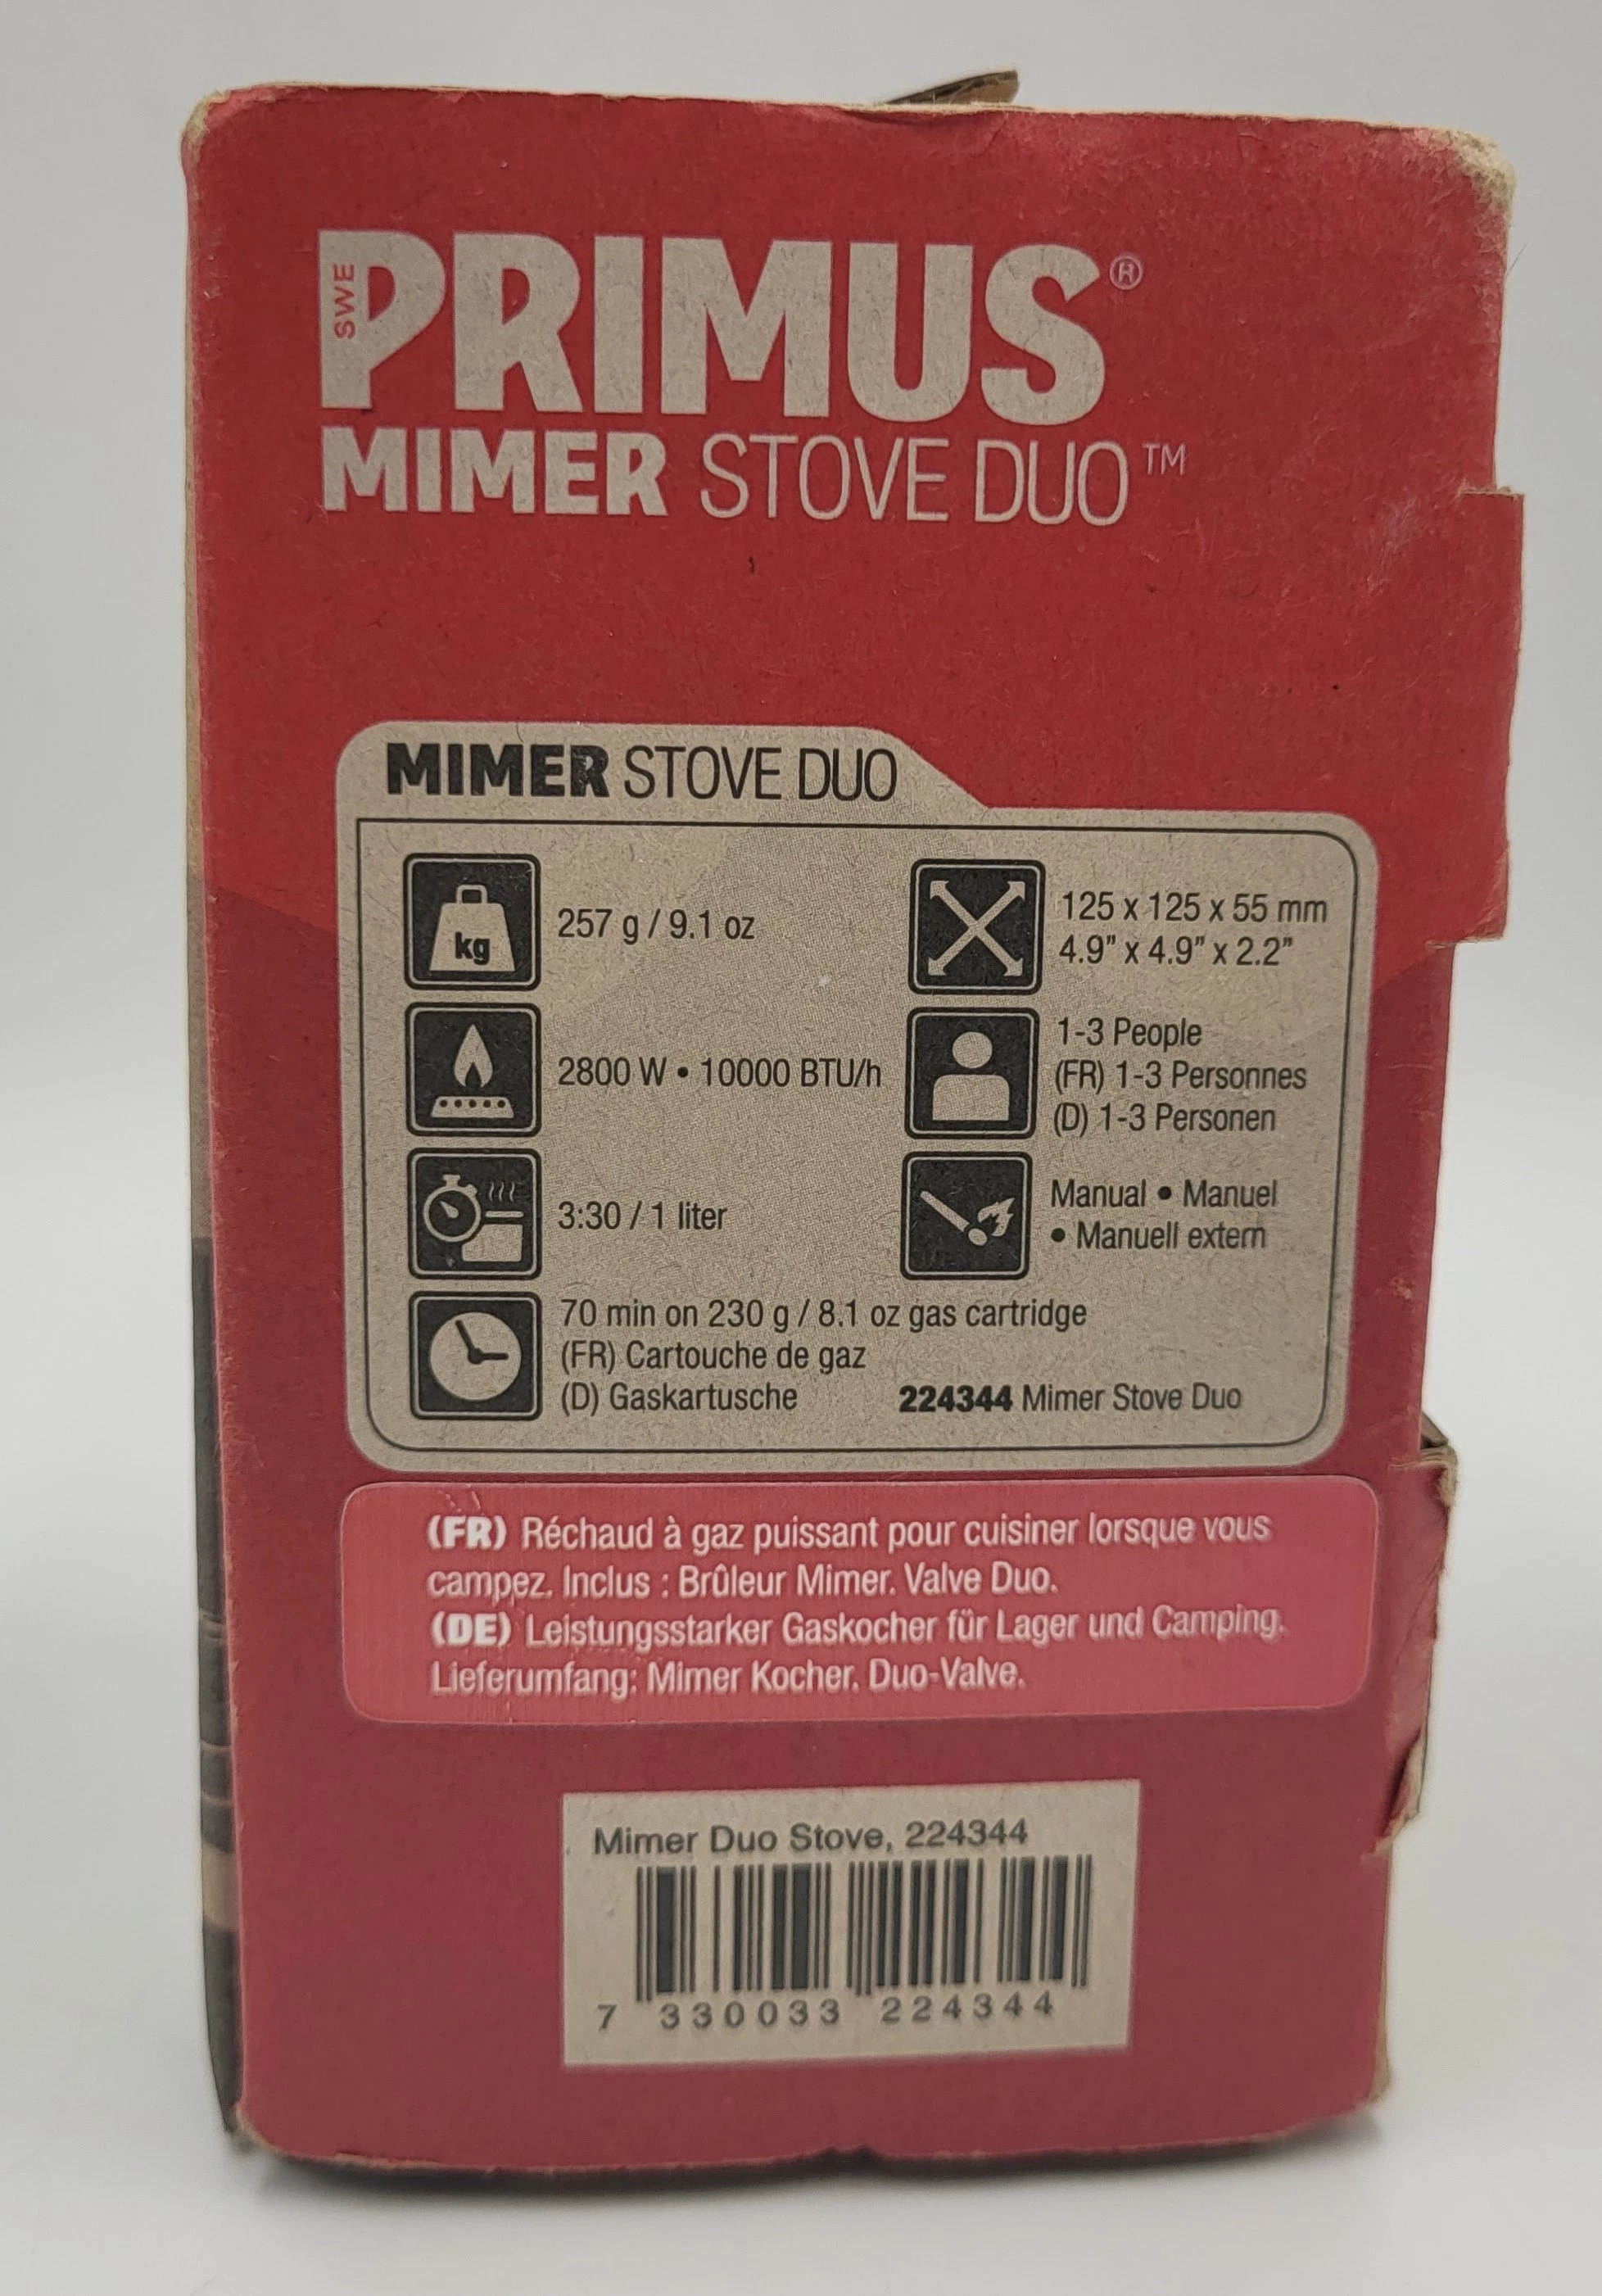 SWE
PRIMUS®
MIMER STOVE DUO™
MIMER STOVE DUO
kg
257 g / 9.1 oz
125 x 125 x 55 mm
4.9” x 4.9” x 2.2”
2800 W • 10000 BTU/h
1-3 People
(FR) 1-3 Personnes
(D) 1-3 Personen
3:30 / 1 liter
Manual • Manuel
• Manuell extern
70 min on 230 g / 8.1 oz gas cartridge
(FR) Cartouche de gaz
(D) Gaskartusche
224344 Mimer Stove Duo
(FR) Réchaud à gaz puissant pour cuisiner lorsque vous
campez. Inclus : Brûleur Mimer. Valve Duo.
(DE) Leistungsstarker Gaskocher für Lager und Camping.
Lieferumfang: Mimer Kocher. Duo-Valve.
Mimer Duo Stove, 224344
7 330033 224344